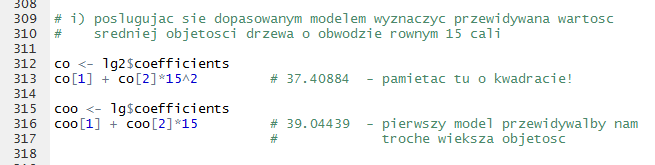 308
309 # i) poslugujac sie dopasowanym modelem wyznaczyc przewidywana wartosc
310 #    sredniej objetosci drzewa o obwodzie rownym 15 cali
311
312 co <- lg2$coefficients
313 co[1] + co[2]*15^2         # 37.40884  - pamietac tu o kwadracie!
314
315 coo <- lg$coefficients
316 coo[1] + coo[2]*15         # 39.04439  - pierwszy model przewidywalby nam
317                            #             troche wieksza objetosc
318